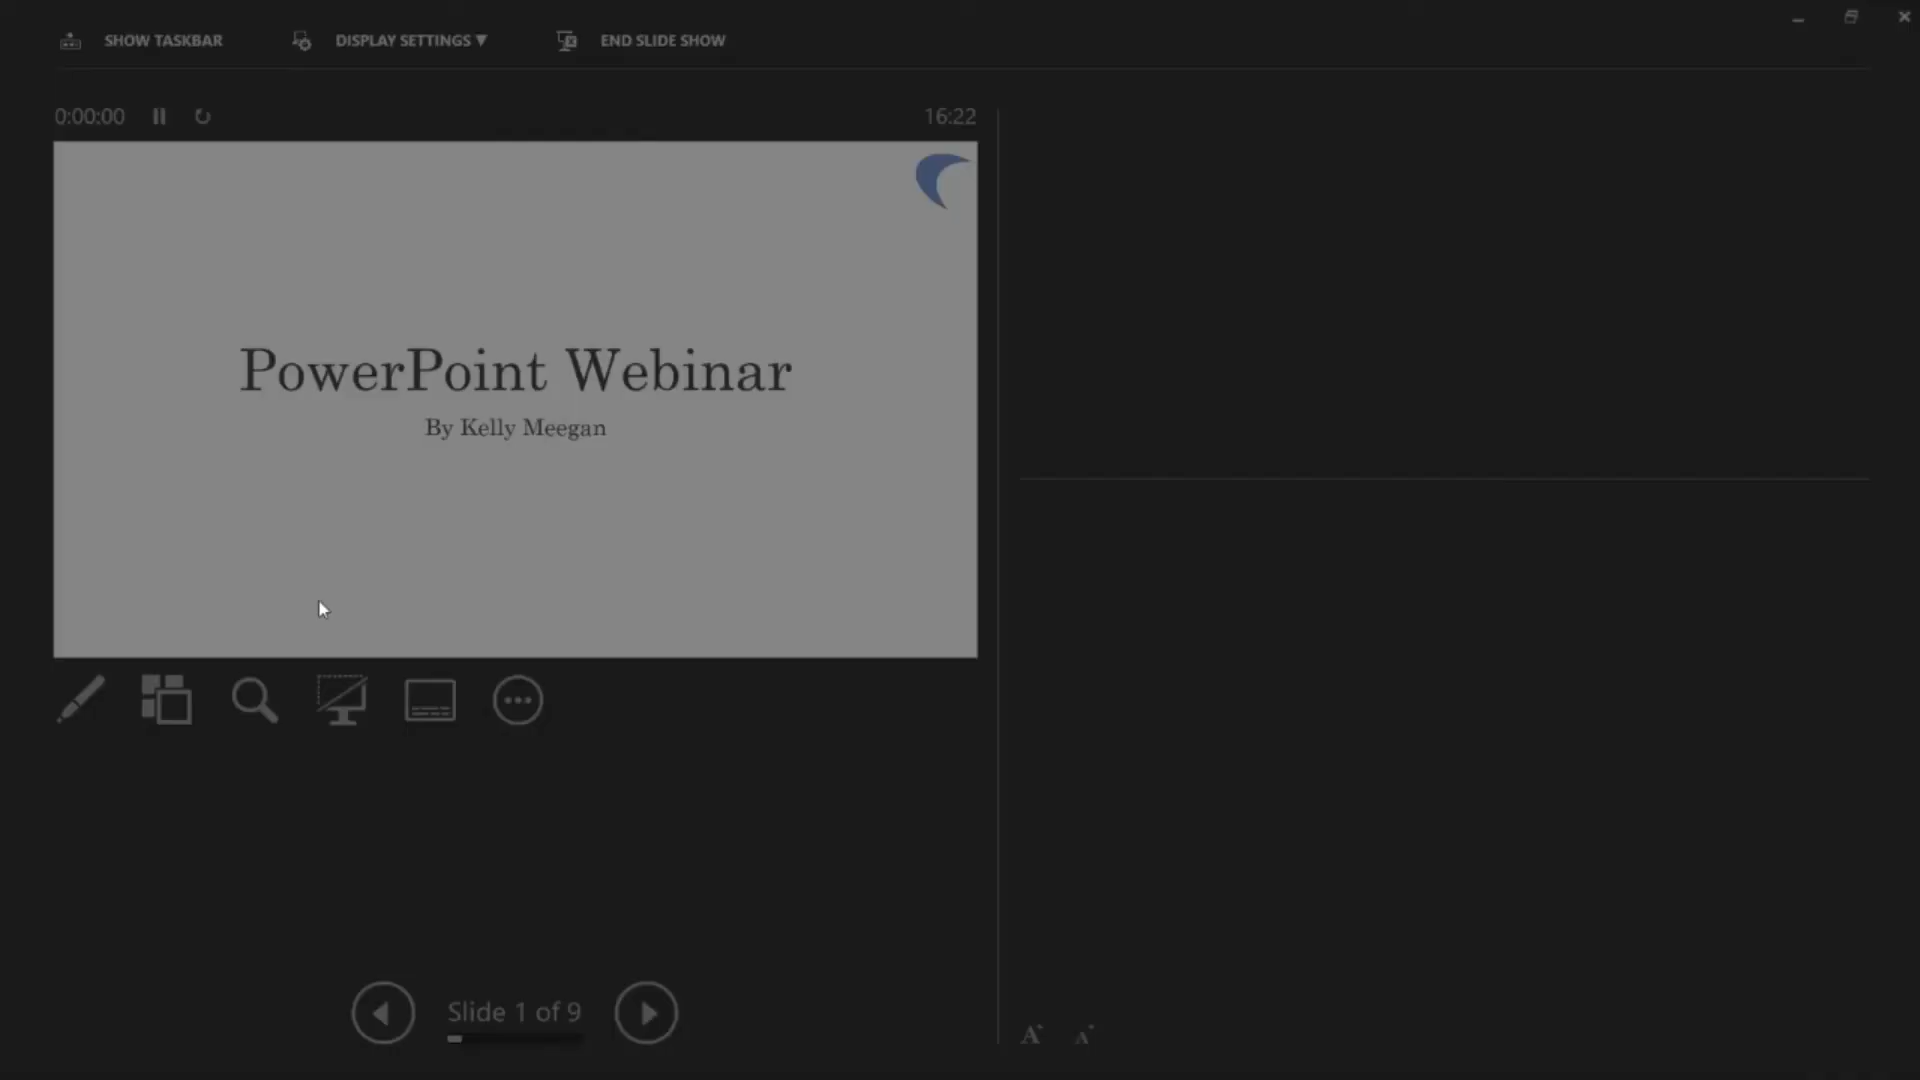 SHOW TASKBAR
DISPLAY SETTINGS ▼
END SLIDE SHOW
0:00:00
16:22
PowerPoint Webinar
By Kelly Meegan
Slide 1 of 9
A
A